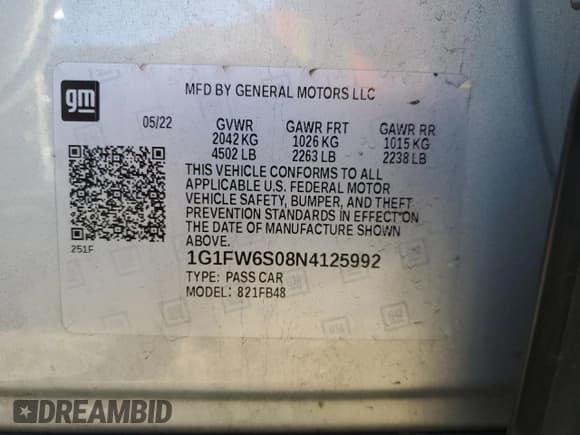 gm
MFD BY GENERAL MOTORS LLC
05/22 GVWR GAWR FRT GAWR RR
2042 KG 1026 KG 1015 KG
4502 LB 2263 LB 2238 LB
THIS VEHICLE CONFORMS TO ALL
APPLICABLE U.S. FEDERAL MOTOR
VEHICLE SAFETY, BUMPER, AND THEFT
PREVENTION STANDARDS IN EFFECT ON
THE DATE OF MANUFACTURE SHOWN
ABOVE.
251F
1G1FW6S08N4125992
TYPE: PASS CAR
MODEL: 821FB48
DREAMBID